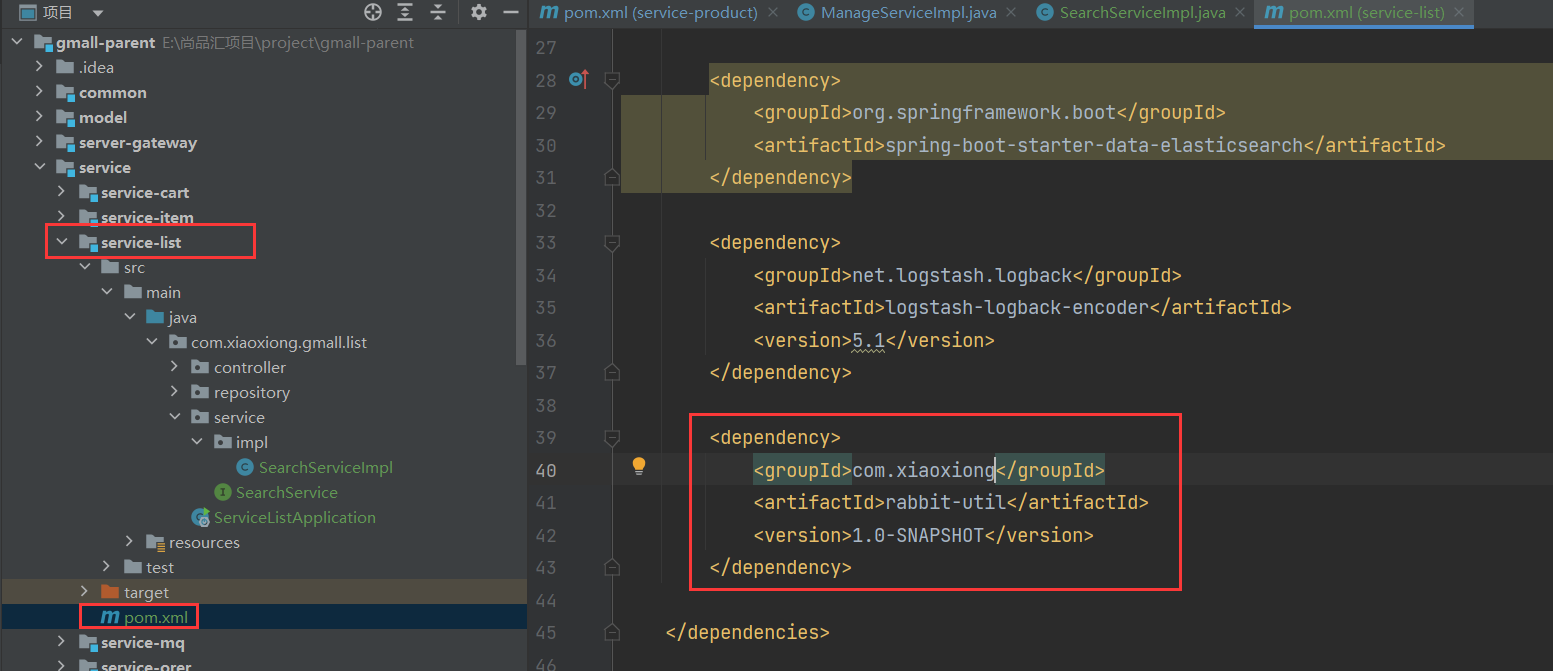 项目
gmall-parent E:\尚品汇项目\project\gmall-parent
.idea
common
model
server-gateway
service
service-cart
service-item
service-list
src
main
java
com.xiaoxiong.gmall.list
controller
repository
service
impl
SearchServiceImpl
SearchService
ServiceListApplication
resources
test
target
pom.xml
service-mq
service-orer
pom.xml (service-product)
ManageServiceImpl.java
SearchServiceImpl.java
pom.xml (service-list)
27
28 <dependency>
29 <groupId>org.springframework.boot</groupId>
30 <artifactId>spring-boot-starter-data-elasticsearch</artifactId>
31 </dependency>
32
33 <dependency>
34 <groupId>net.logstash.logback</groupId>
35 <artifactId>logstash-logback-encoder</artifactId>
36 <version>5.1</version>
37 </dependency>
38
39 <dependency>
40 <groupId>com.xiaoxiong</groupId>
41 <artifactId>rabbit-util</artifactId>
42 <version>1.0-SNAPSHOT</version>
43 </dependency>
44
45 </dependencies>
46